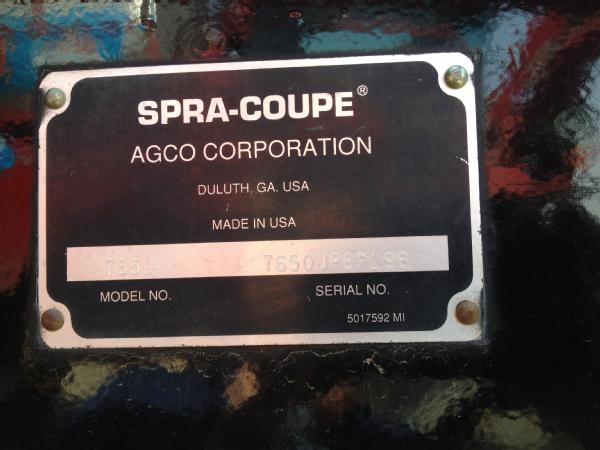 SPRA-COUPE®
AGCO CORPORATION
DULUTH, GA. USA
MADE IN USA
7650
MODEL NO. SERIAL NO.
5017592 MI